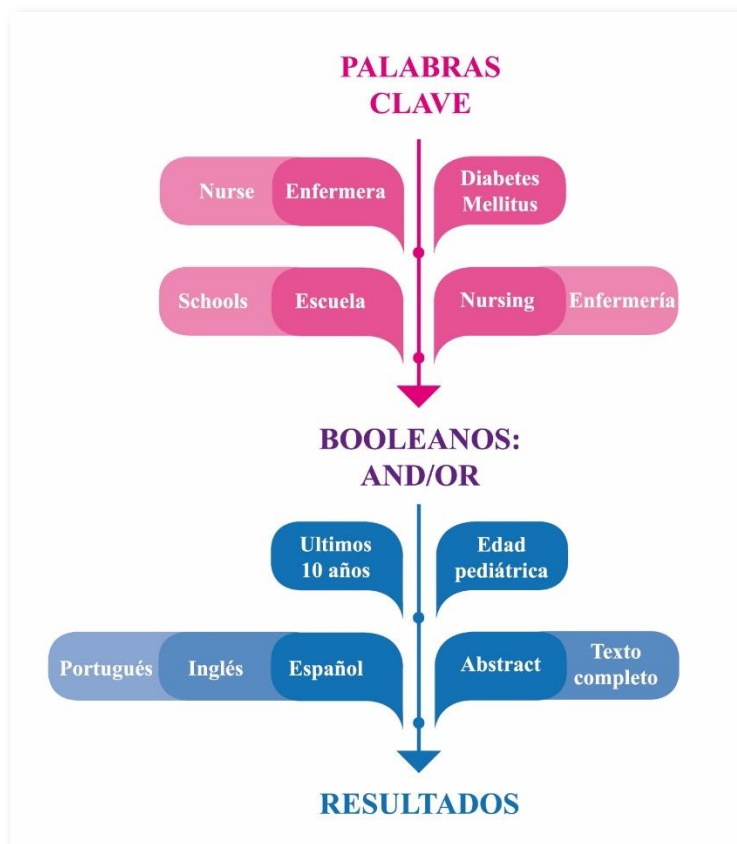 PALABRAS
CLAVE
Nurse
Enfermera
Diabetes
Mellitus
Schools
Escuela
Nursing
Enfermería
BOOLEANOS:
AND/OR
Ultimos
10 años
Edad
pediátrica
Portugués
Inglés
Español
Abstract
Texto
completo
RESULTADOS